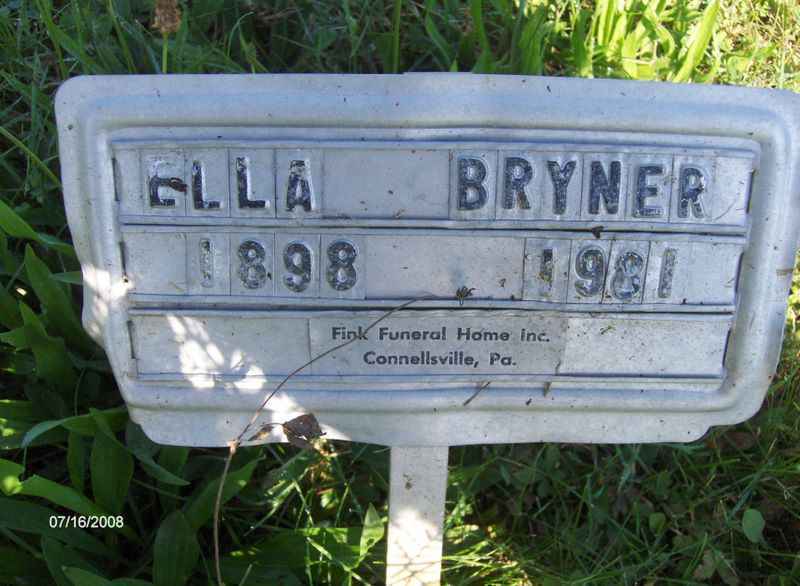 ELLA BRYNER
1898 1981
Fink Funeral Home Inc.
Connellsville, Pa.
07/16/2008